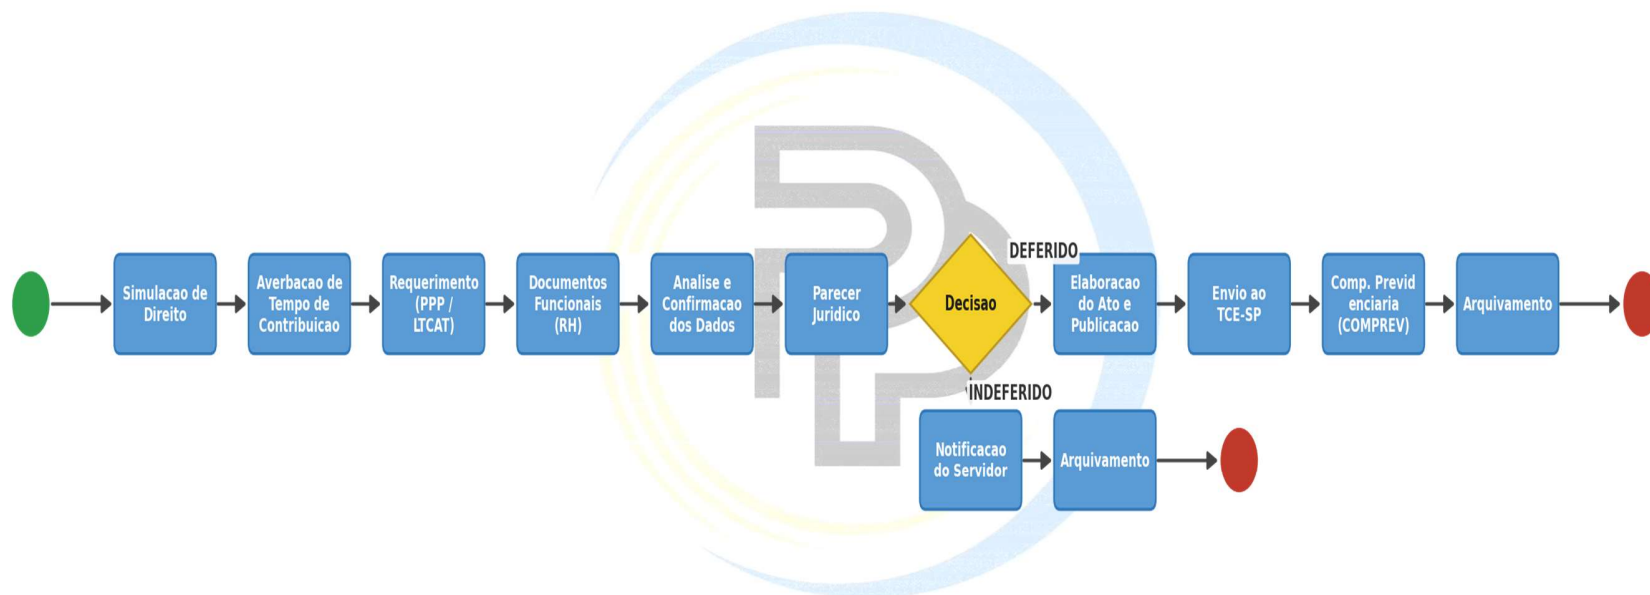 Simulacao de
Direito
Averbacao de
Tempo de
Contribuicao
Requerimento
(PPP /
LTCAT)
Documentos
Funcionais
(RH)
Analise e
Confirmacao
dos Dados
Parecer
Juridico
Decisao
DEFERIDO
Elaboracao
do Ato e
Publicacao
Envio ao
TCE-SP
Comp. Previd
enciaria
(COMPREV)
Arquivamento
INDEFERIDO
Notificacao
do Servidor
Arquivamento